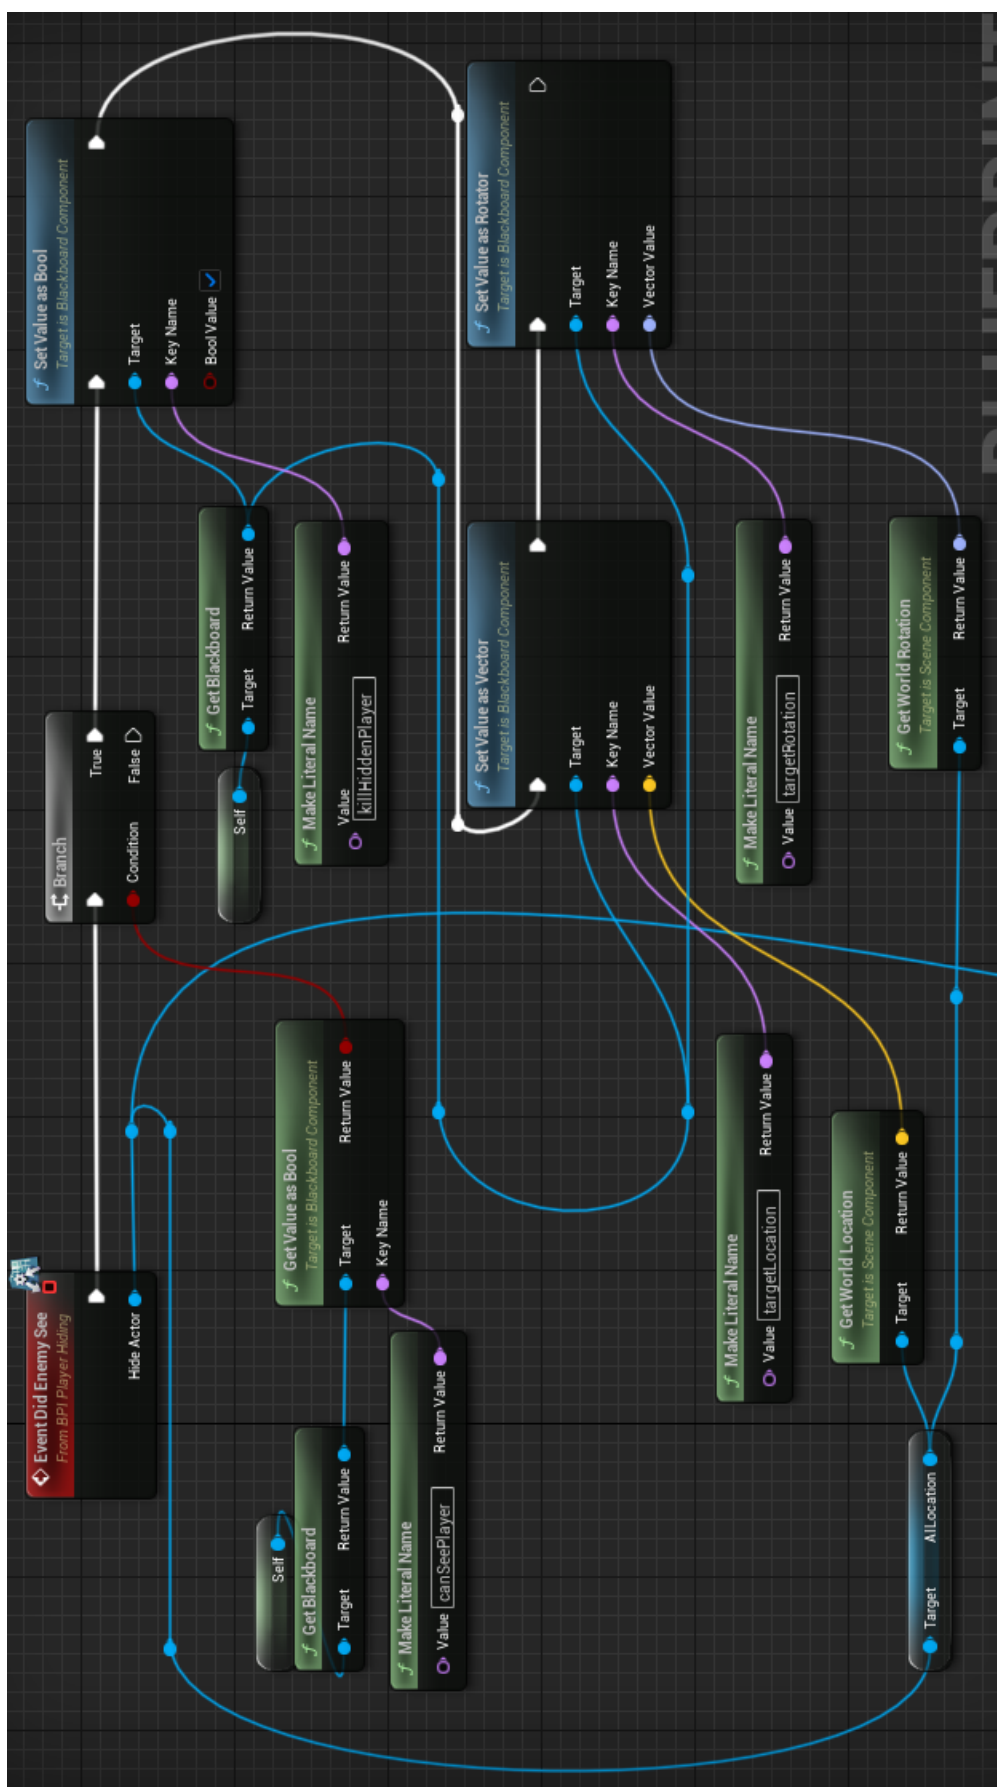 Event Did Enemy See
From BPI Player Hiding
Hide Actor
Branch
True
Condition
False
Set Value as Bool
Target is Blackboard Component
Target
Key Name
Bool Value
Self
Get Blackboard
Target
Return Value
Make Literal Name
Value
killHiddenPlayer
Return Value
Get Value as Bool
Target is Blackboard Component
Target
Return Value
Key Name
Self
Get Blackboard
Target
Return Value
Make Literal Name
Value canSeePlayer
Return Value
Set Value as Vector
Target is Blackboard Component
Target
Key Name
Vector Value
Set Value as Rotator
Target is Blackboard Component
Target
Key Name
Vector Value
Make Literal Name
Value targetLocation
Return Value
Make Literal Name
Value targetRotation
Return Value
Get World Location
Target is Scene Component
Target
Return Value
Get World Rotation
Target is Scene Component
Target
Return Value
Target
AILocation